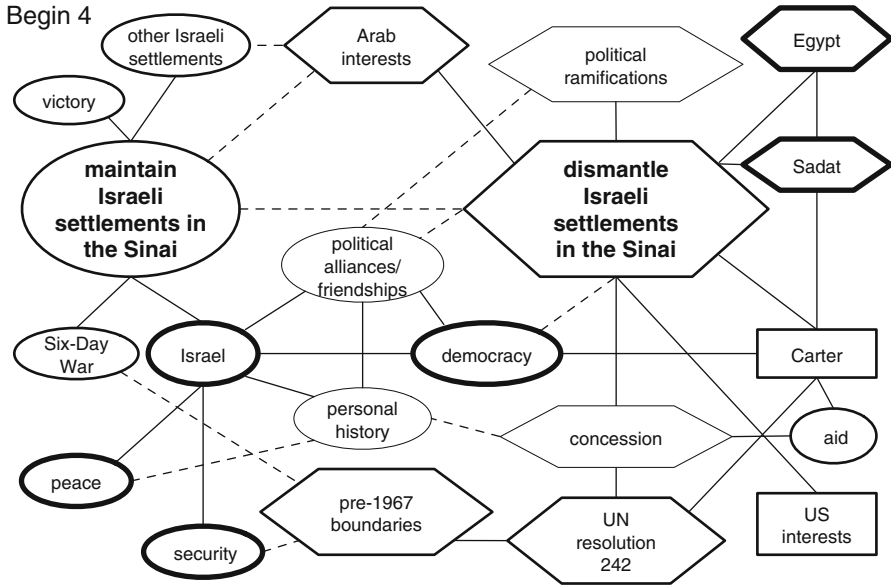 Begin 4
other Israeli
settlements
Arab
interests
political
ramifications
Egypt
victory
maintain
Israeli
settlements in
the Sinai
dismantle
Israeli
settlements
in the Sinai
Sadat
political
alliances/
friendships
Six-Day
War
Israel
democracy
Carter
personal
history
concession
aid
peace
pre-1967
boundaries
UN
resolution
242
US
interests
security